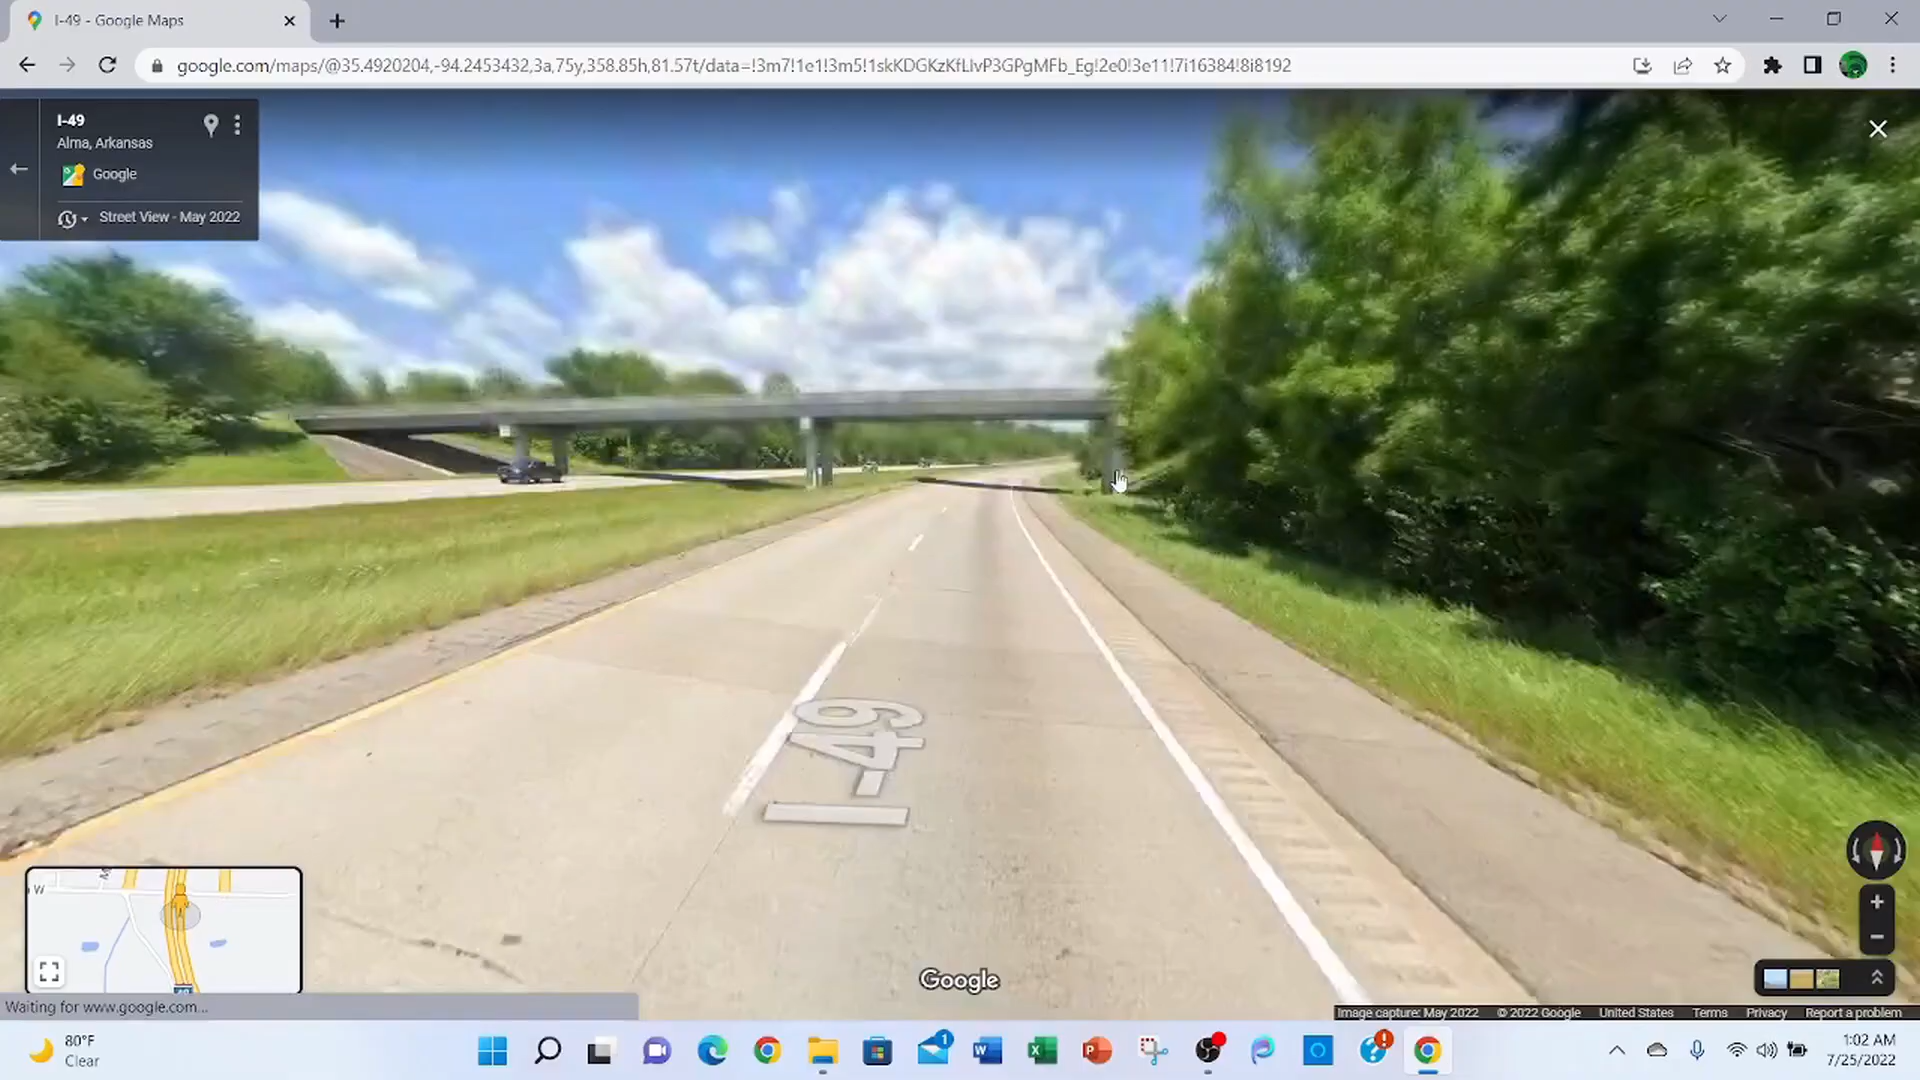 I-49 - Google Maps
google.com/maps/@35.4920204,-94.2453432,3a,75y,358.85h,81.57t/data=!3m7!1e1!3m5!1skKDGKzKfLlvP3GPgMFb_Eg!2e0!3e11!7i16384!8i8192
I-49
Alma, Arkansas
Google
Street View - May 2022
I-49
W
Google
Waiting for www.google.com...
Image capture: May 2022 © 2022 Google United States Terms Privacy Report a problem
80°F
Clear
1
1:02 AM
7/25/2022